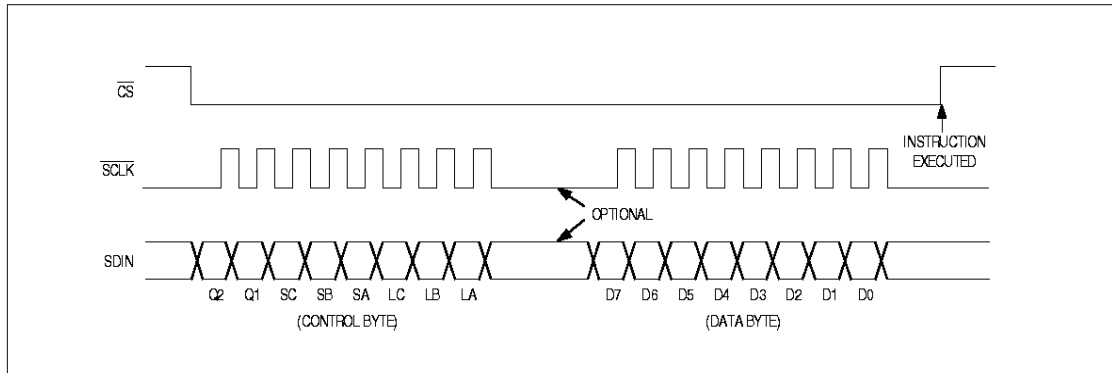 CS
INSTRUCTION
EXECUTED
SCLK
OPTIONAL
SDIN
Q2 Q1 SC SB SA LC LB LA D7 D6 D5 D4 D3 D2 D1 D0
(CONTROL BYTE) (DATA BYTE)